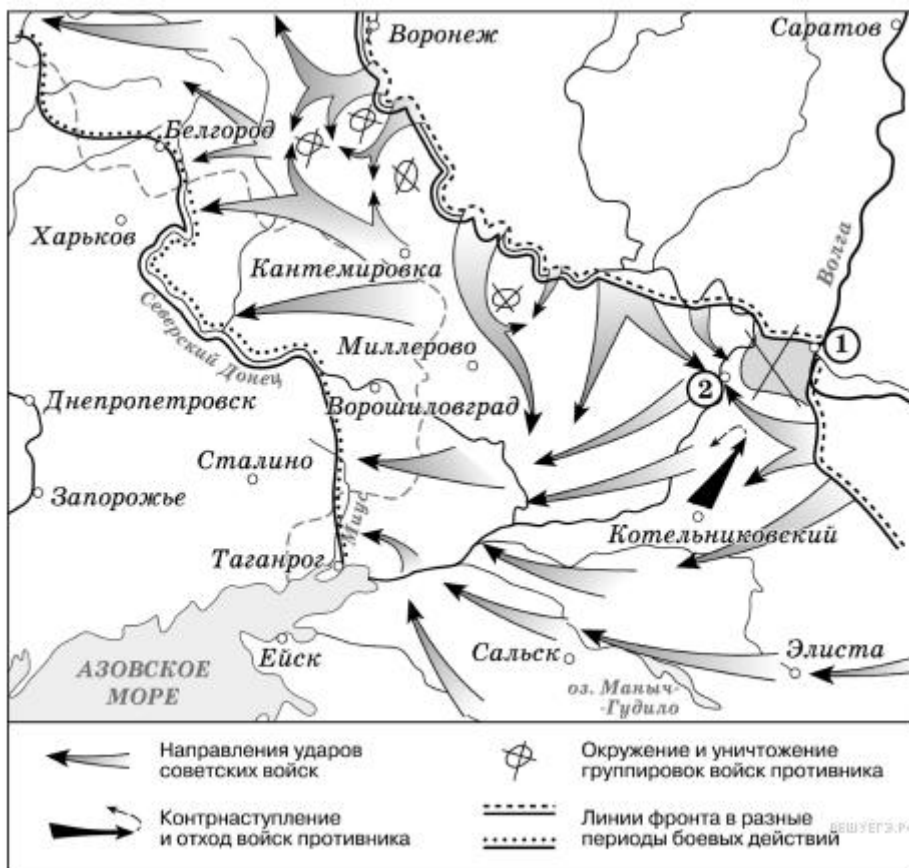 Воронеж
Саратов
Белгород
Харьков
Волга
Кантемировка
Северский Донец
Миллерово
1
2
Днепропетровск
Ворошиловград
Сталино
Запорожье
Миус
Котельниковский
Таганрог
Ейск
Сальск
Элиста
АЗОВСКОЕ
МОРЕ
оз. Маныч-
-Гудило
Направления ударов
советских войск
Окружение и уничтожение
группировок войск противника
Контрнаступление
и отход войск противника
Линии фронта в разные
периоды боевых действий